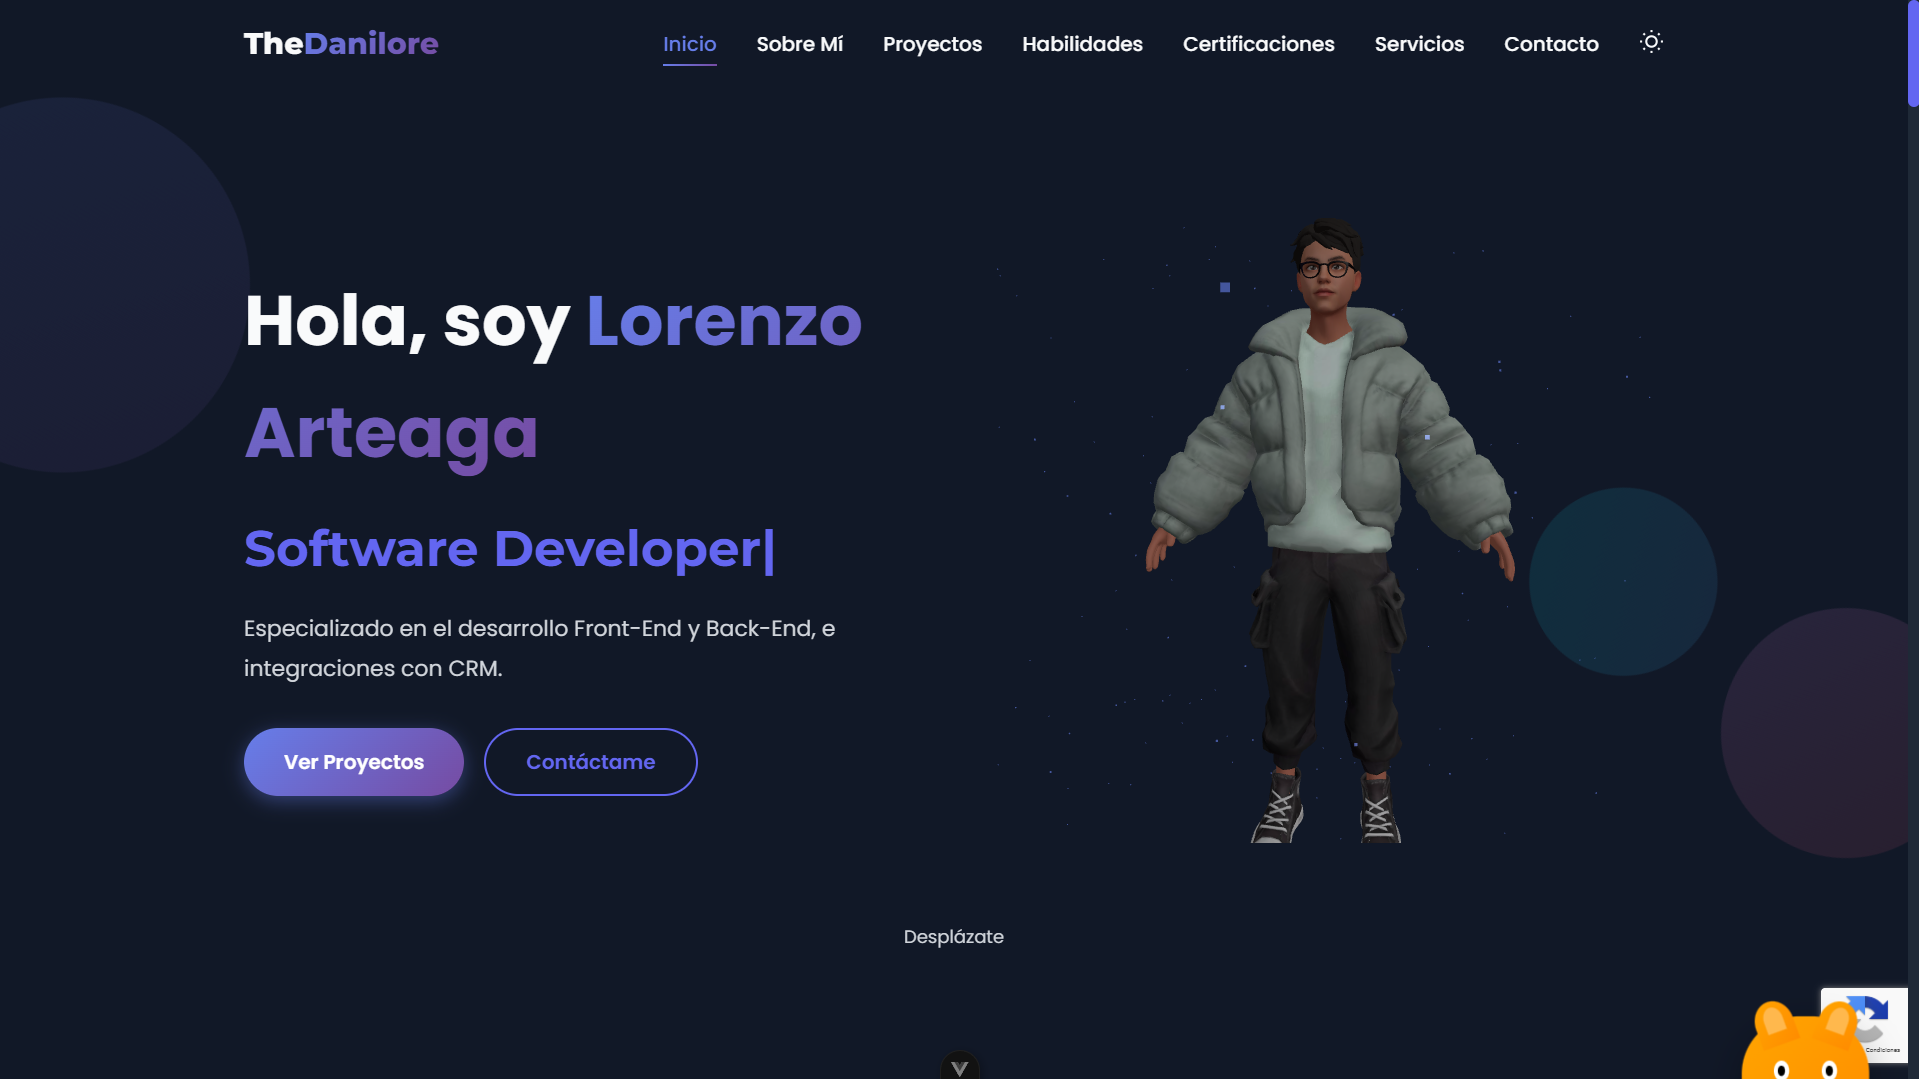 TheDanilore
Inicio
Sobre Mí
Proyectos
Habilidades
Certificaciones
Servicios
Contacto
Hola, soy Lorenzo
Arteaga
Software Developer|
Especializado en el desarrollo Front-End y Back-End, e
integraciones con CRM.
Ver Proyectos
Contáctame
Desplázate
Condiciones